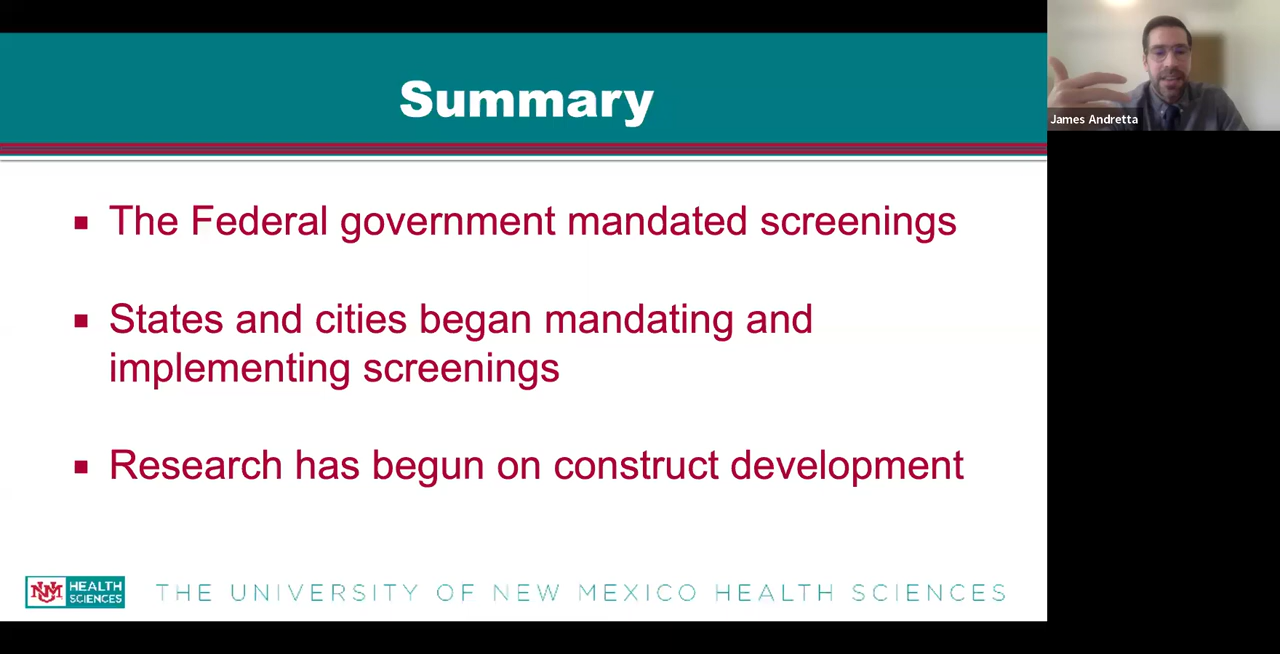 Summary
James Andretta
▪ The Federal government mandated screenings
▪ States and cities began mandating and
implementing screenings
▪ Research has begun on construct development
UNM HEALTH
SCIENCES
THE UNIVERSITY OF NEW MEXICO HEALTH SCIENCES